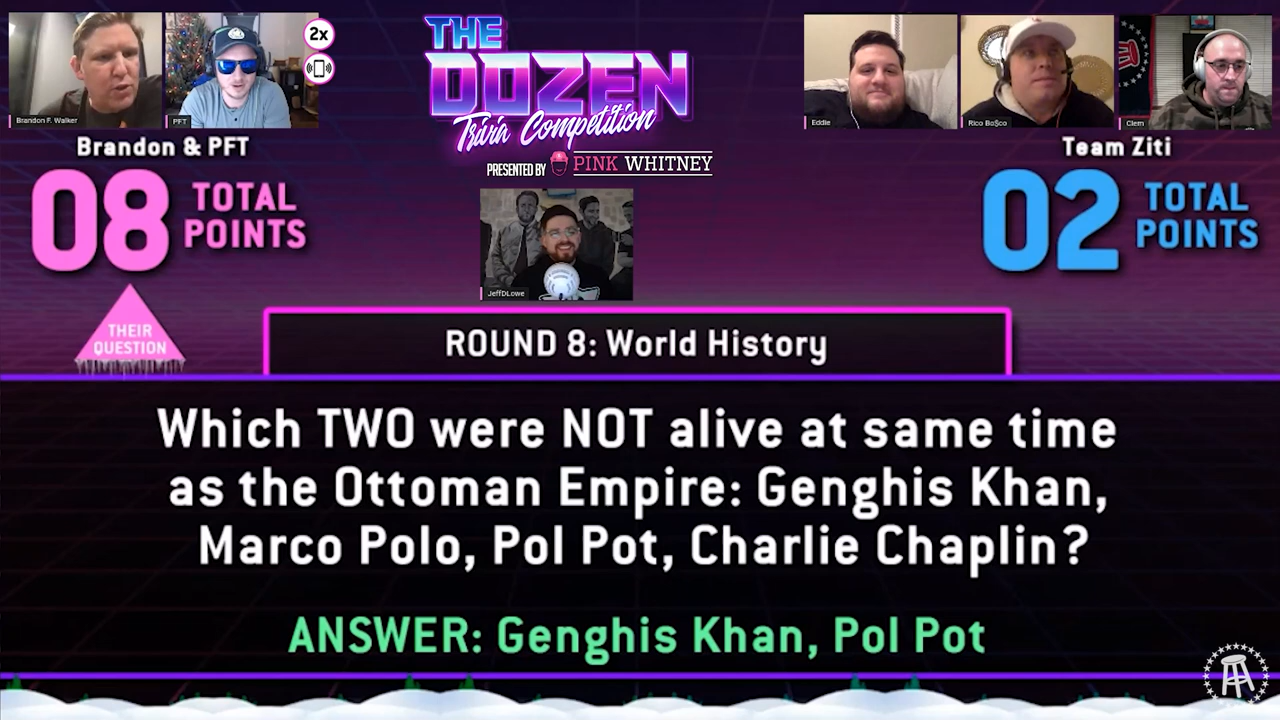 Brandon F. Walker
PFT
2x
THE
DOZEN
Trivia Competition
PRESENTED BY PINK WHITNEY
Eddie
Rico Bo$co
Clem
Brandon & PFT
08 TOTAL
POINTS
JeffDLowe
Team Ziti
02 TOTAL
POINTS
THEIR
QUESTION
ROUND 8: World History
Which TWO were NOT alive at same time
as the Ottoman Empire: Genghis Khan,
Marco Polo, Pol Pot, Charlie Chaplin?
ANSWER: Genghis Khan, Pol Pot